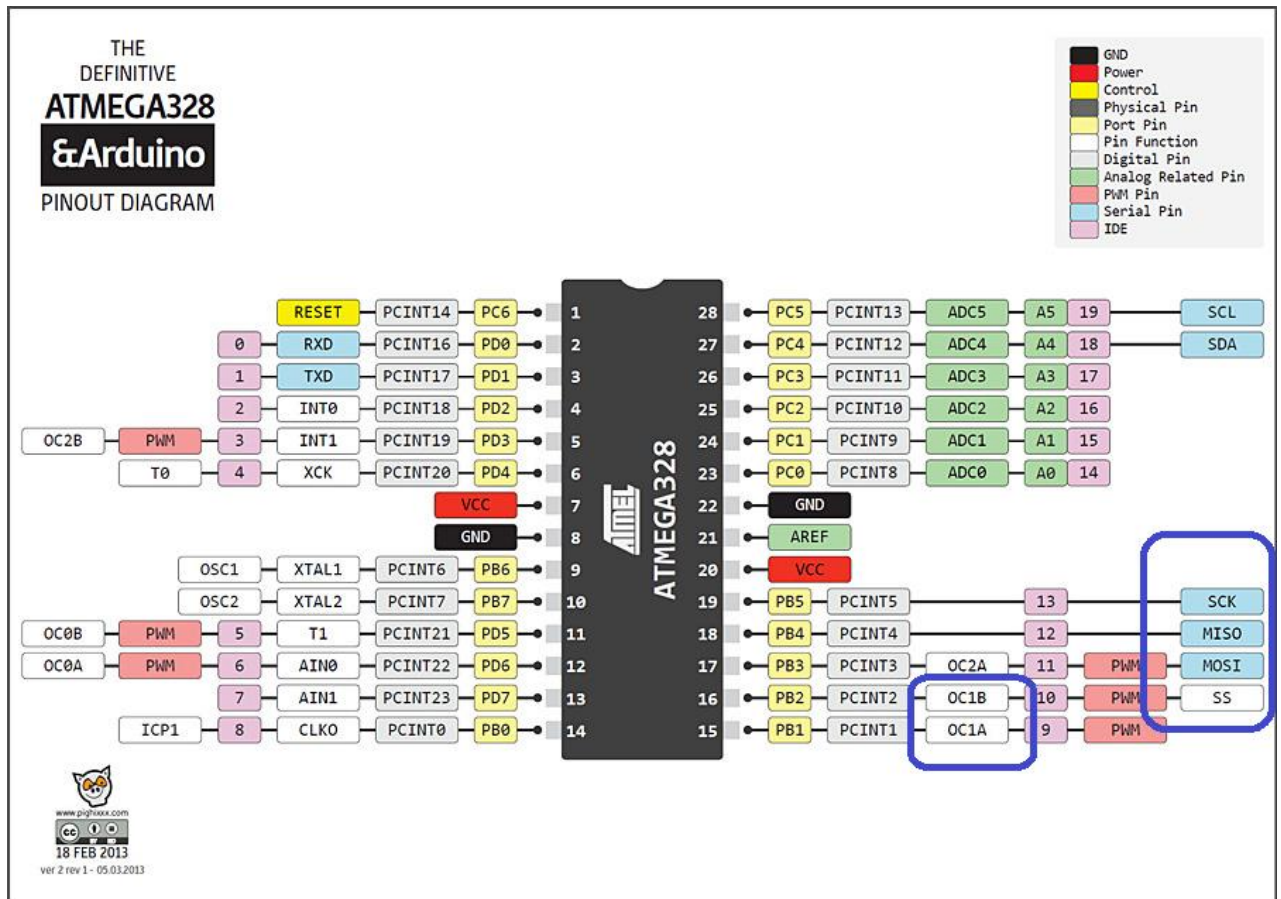 THE
DEFINITIVE
ATMEGA328
&Arduino
PINOUT DIAGRAM
GND
Power
Control
Physical Pin
Port Pin
Pin Function
Digital Pin
Analog Related Pin
PWM Pin
Serial Pin
IDE
RESET PCINT14 PC6 1 28 PC5 PCINT13 ADC5 A5 19 SCL
0 RXD PCINT16 PD0 2 27 PC4 PCINT12 ADC4 A4 18 SDA
1 TXD PCINT17 PD1 3 26 PC3 PCINT11 ADC3 A3 17
2 INT0 PCINT18 PD2 4 25 PC2 PCINT10 ADC2 A2 16
OC2B PWM 3 INT1 PCINT19 PD3 5 24 PC1 PCINT9 ADC1 A1 15
T0 4 XCK PCINT20 PD4 6 23 PC0 PCINT8 ADC0 A0 14
VCC 7 22 GND
GND 8 21 AREF
OSC1 XTAL1 PCINT6 PB6 9 20 VCC
OSC2 XTAL2 PCINT7 PB7 10 19 PB5 PCINT5 13 SCK
OC0B PWM 5 T1 PCINT21 PD5 11 18 PB4 PCINT4 12 MISO
OC0A PWM 6 AIN0 PCINT22 PD6 12 17 PB3 PCINT3 OC2A 11 PWM MOSI
7 AIN1 PCINT23 PD7 13 16 PB2 PCINT2 OC1B 10 PWM SS
ICP1 8 CLKO PCINT0 PB0 14 15 PB1 PCINT1 OC1A 9 PWM
ATMEL
ATMEGA328
www.pighixxx.com
cc
BY ND
18 FEB 2013
ver 2 rev 1 - 05.03.2013